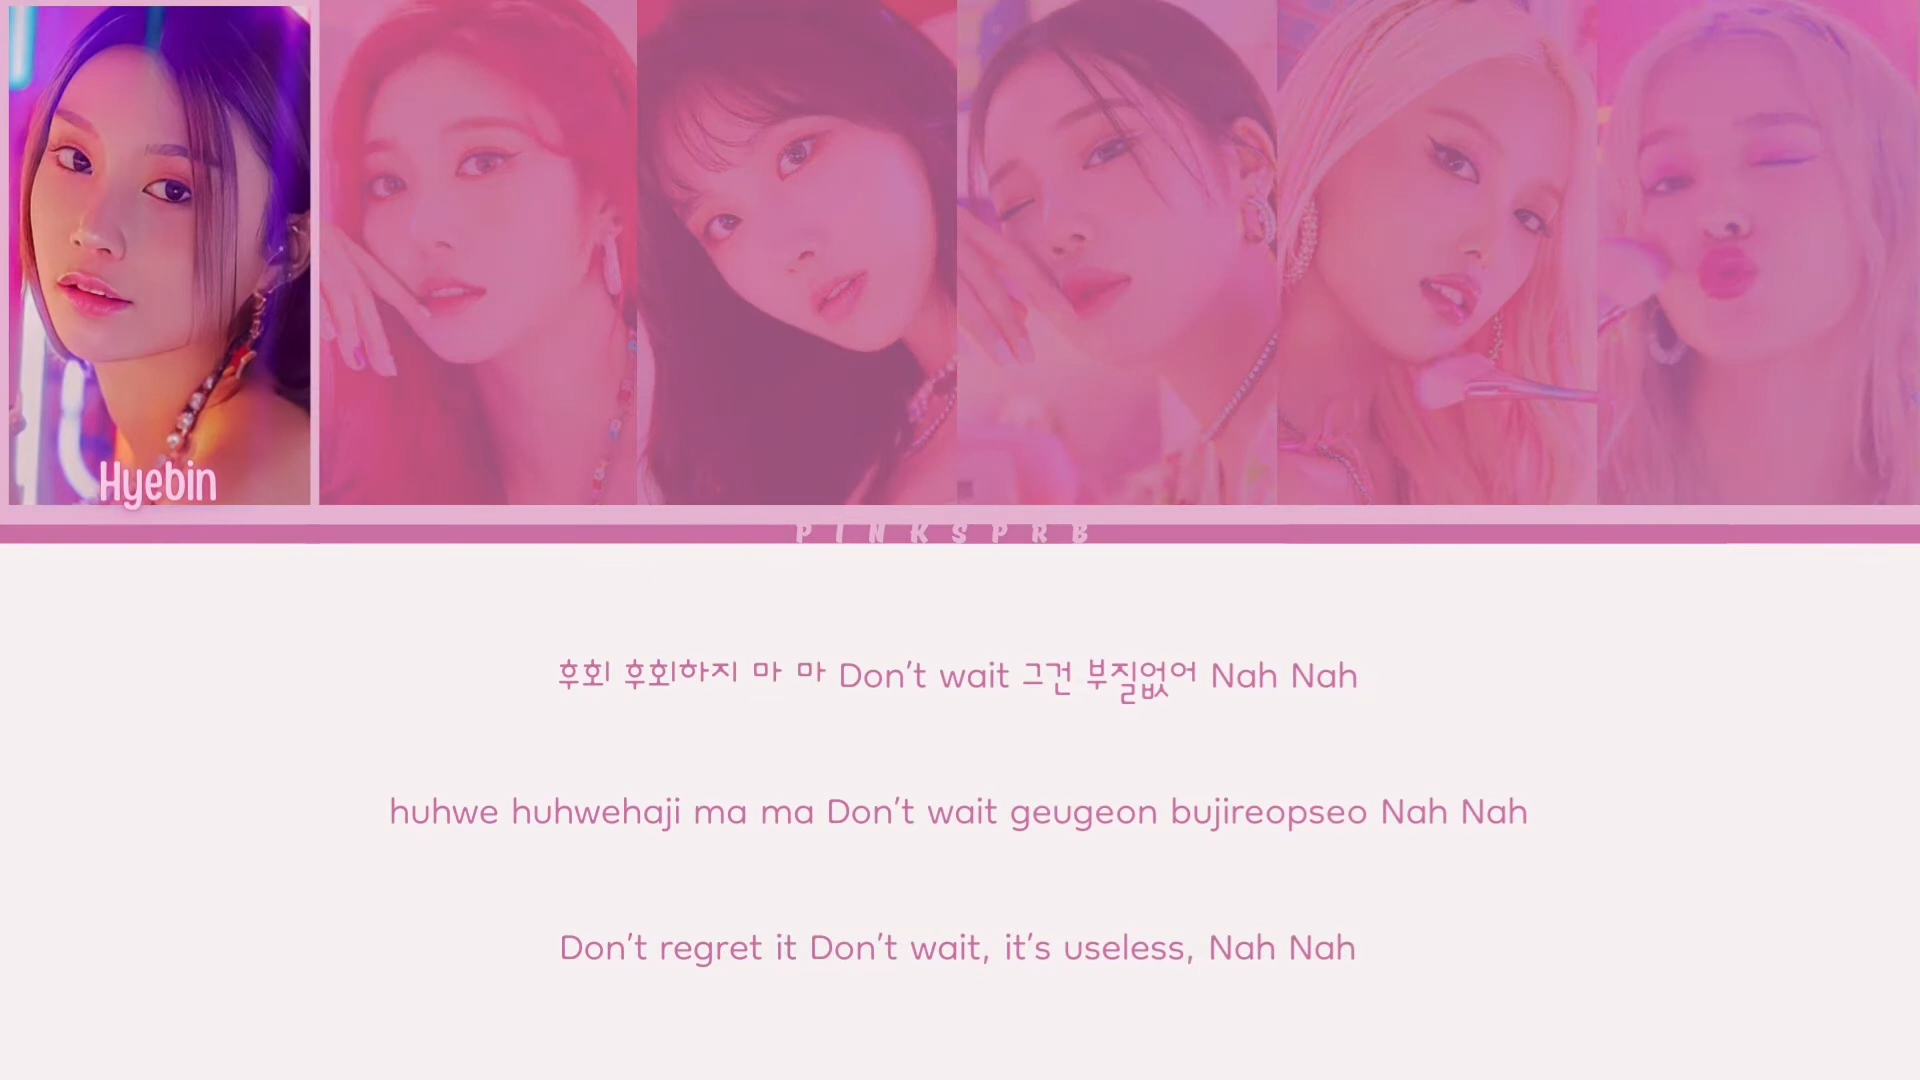 Hyebin
PINKSPRB
후회 후회하지 마 마 Don't wait 그건 부질없어 Nah Nah
huhwe huhwehaji ma ma Don't wait geugeon bujireopseo Nah Nah
Don't regret it Don't wait, it's useless, Nah Nah